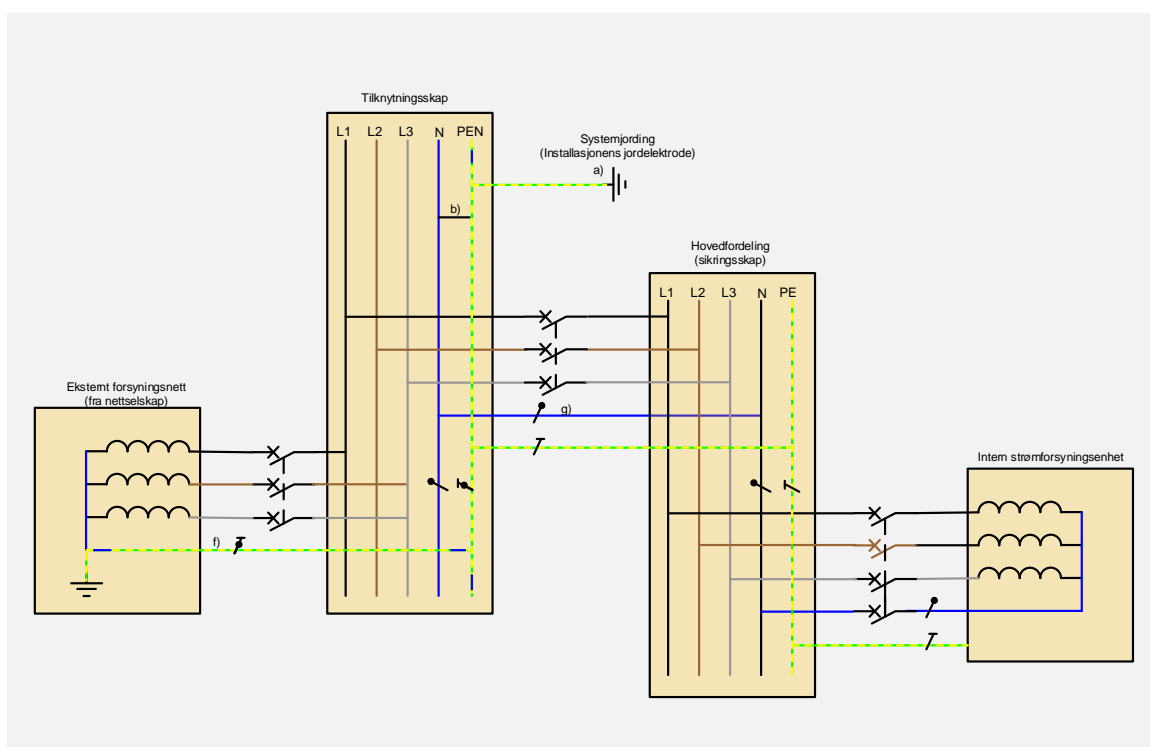 Tilknytningsskap
L1 L2 L3 N PEN
Systemjording
(Installasjonens jordelektrode)
a)
b)
Hovedfordeling
(sikringsskap)
L1 L2 L3 N PE
g)
Eksternt forsyningsnett
(fra nettselskap)
f)
Intern strømforsyningsenhet